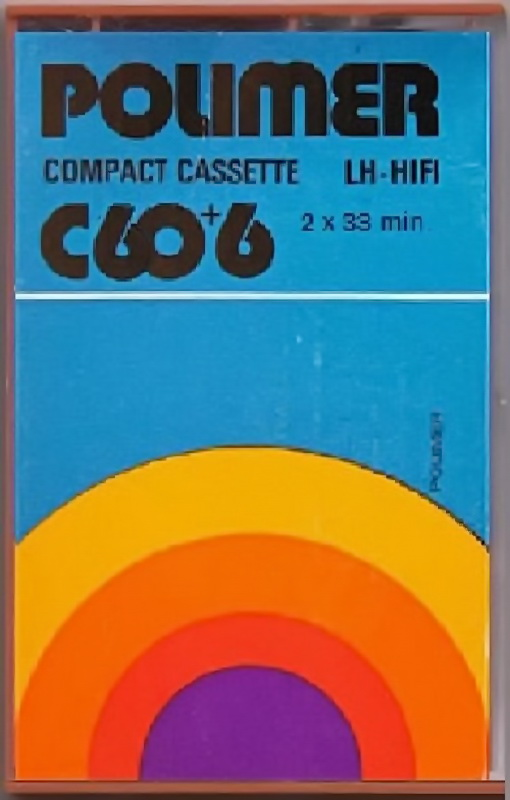 POLIMER
COMPACT CASSETTE LH-HIFI
C60+6 2 x 33 min
POLIMER